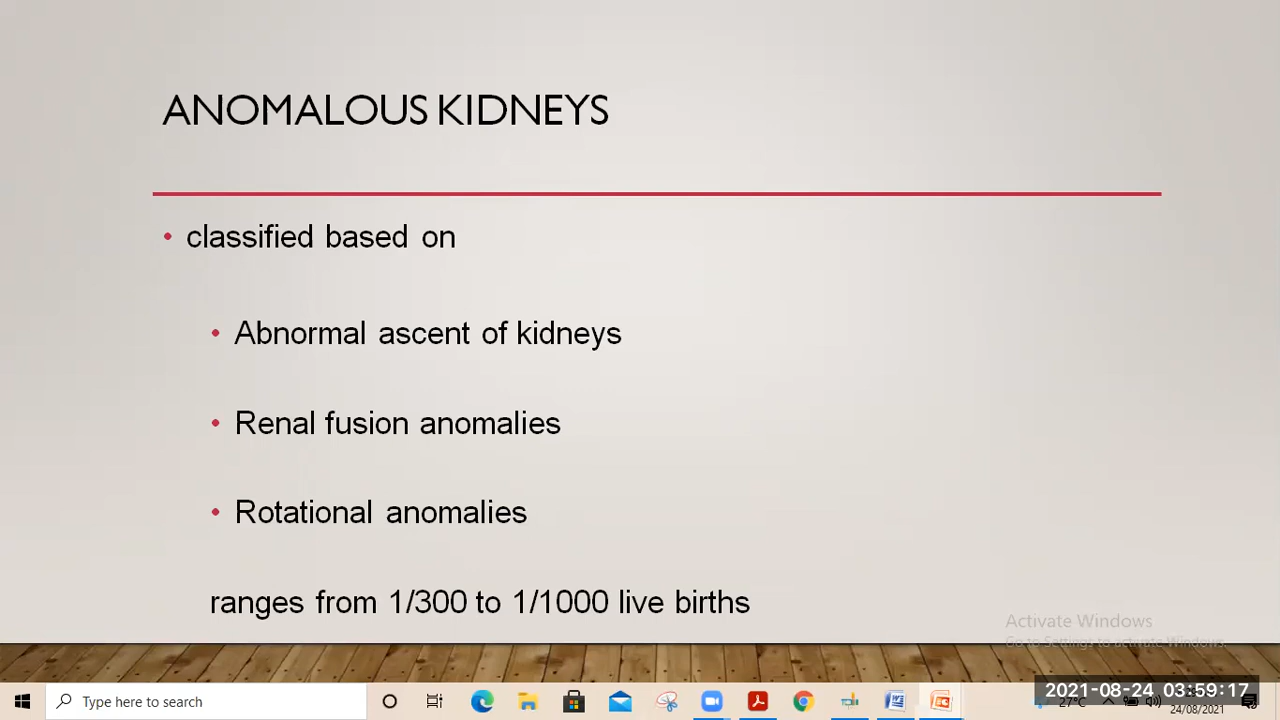 ANOMALOUS KIDNEYS
• classified based on
• Abnormal ascent of kidneys
• Renal fusion anomalies
• Rotational anomalies
ranges from 1/300 to 1/1000 live births
Activate Windows
Go to Settings to activate Windows.
Type here to search
2021-08-24 03:59:17
27°C
24/08/2021